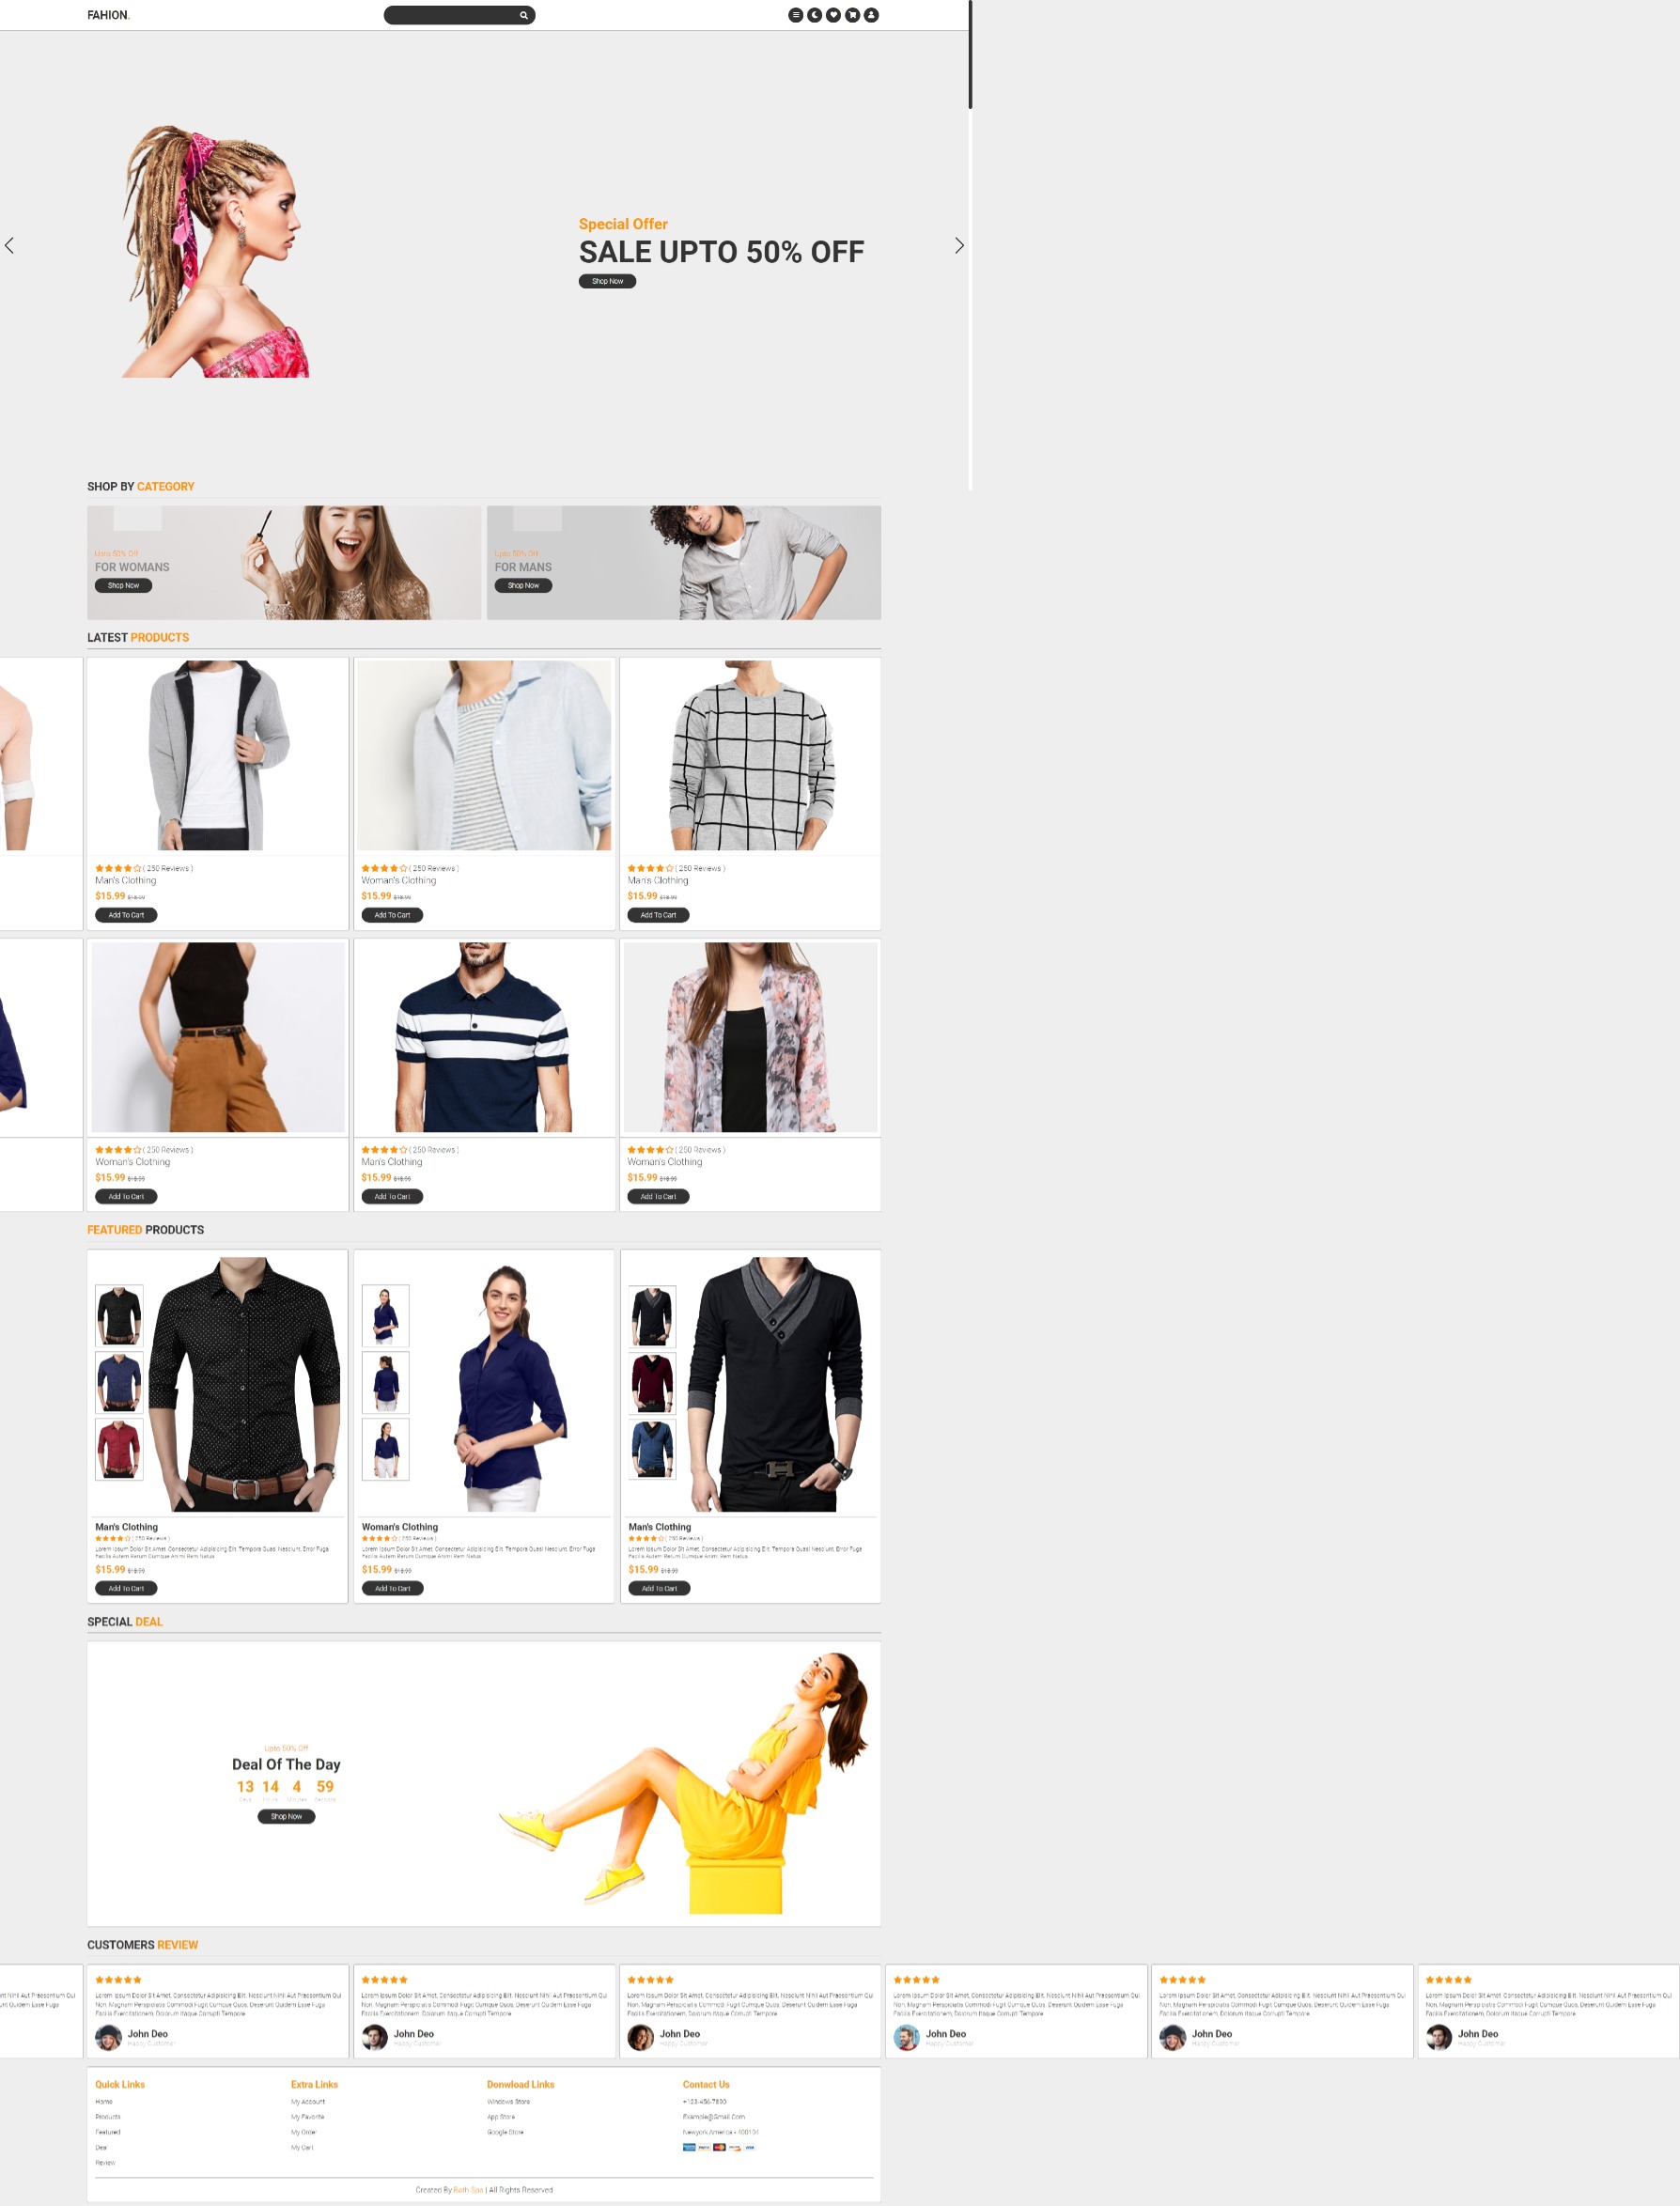 FAHION.
Special Offer
SALE UPTO 50% OFF
Shop Now
SHOP BY CATEGORY
Upto 50% Off
FOR WOMANS
Shop Now
Upto 50% Off
FOR MANS
Shop Now
LATEST PRODUCTS
( 250 Reviews )
Man's Clothing
$15.99 $18.99
Add To Cart
( 250 Reviews )
Woman's Clothing
$15.99 $18.99
Add To Cart
( 250 Reviews )
Man's Clothing
$15.99 $18.99
Add To Cart
( 250 Reviews )
Woman's Clothing
$15.99 $18.99
Add To Cart
( 250 Reviews )
Man's Clothing
$15.99 $18.99
Add To Cart
( 250 Reviews )
Woman's Clothing
$15.99 $18.99
Add To Cart
FEATURED PRODUCTS
Man's Clothing
( 250 Reviews )
Lorem Ipsum Dolor Sit Amet, Consectetur Adipisicing Elit. Tempora Quasi Nesciunt, Error Fuga
Facilis Autem Rerum Cumque Animi Rem Natus.
$15.99 $18.99
Add To Cart
Woman's Clothing
( 250 Reviews )
Lorem Ipsum Dolor Sit Amet, Consectetur Adipisicing Elit. Tempora Quasi Nesciunt, Error Fuga
Facilis Autem Rerum Cumque Animi Rem Natus.
$15.99 $18.99
Add To Cart
Man's Clothing
( 250 Reviews )
Lorem Ipsum Dolor Sit Amet, Consectetur Adipisicing Elit. Tempora Quasi Nesciunt, Error Fuga
Facilis Autem Rerum Cumque Animi Rem Natus.
$15.99 $18.99
Add To Cart
SPECIAL DEAL
Upto 50% Off
Deal Of The Day
13 14 4 59
Days Hours Minutes Seconds
Shop Now
CUSTOMERS REVIEW
Lorem Ipsum Dolor Sit Amet, Consectetur Adipisicing Elit. Nesciunt Nihil Aut Praesentium Qui
Non, Magnam Perspiciatis Commodi Fugit Cumque Quos, Deserunt Quidem Esse Fuga
Facilis Exercitationem, Dolorum Itaque Corrupti Tempore.
John Deo
Happy Customer
Lorem Ipsum Dolor Sit Amet, Consectetur Adipisicing Elit. Nesciunt Nihil Aut Praesentium Qui
Non, Magnam Perspiciatis Commodi Fugit Cumque Quos, Deserunt Quidem Esse Fuga
Facilis Exercitationem, Dolorum Itaque Corrupti Tempore.
John Deo
Happy Customer
Lorem Ipsum Dolor Sit Amet, Consectetur Adipisicing Elit. Nesciunt Nihil Aut Praesentium Qui
Non, Magnam Perspiciatis Commodi Fugit Cumque Quos, Deserunt Quidem Esse Fuga
Facilis Exercitationem, Dolorum Itaque Corrupti Tempore.
John Deo
Happy Customer
Lorem Ipsum Dolor Sit Amet, Consectetur Adipisicing Elit. Nesciunt Nihil Aut Praesentium Qui
Non, Magnam Perspiciatis Commodi Fugit Cumque Quos, Deserunt Quidem Esse Fuga
Facilis Exercitationem, Dolorum Itaque Corrupti Tempore.
John Deo
Happy Customer
Lorem Ipsum Dolor Sit Amet, Consectetur Adipisicing Elit. Nesciunt Nihil Aut Praesentium Qui
Non, Magnam Perspiciatis Commodi Fugit Cumque Quos, Deserunt Quidem Esse Fuga
Facilis Exercitationem, Dolorum Itaque Corrupti Tempore.
John Deo
Happy Customer
Lorem Ipsum Dolor Sit Amet, Consectetur Adipisicing Elit. Nesciunt Nihil Aut Praesentium Qui
Non, Magnam Perspiciatis Commodi Fugit Cumque Quos, Deserunt Quidem Esse Fuga
Facilis Exercitationem, Dolorum Itaque Corrupti Tempore.
John Deo
Happy Customer
Quick Links
Home
Products
Featured
Deal
Review
Extra Links
My Account
My Favorite
My Order
My Cart
Donwload Links
Windows Store
App Store
Google Store
Contact Us
+123-456-7890
Example@Gmail.Com
Newyork,America - 400104
Created By Bath Spa | All Rights Reserved